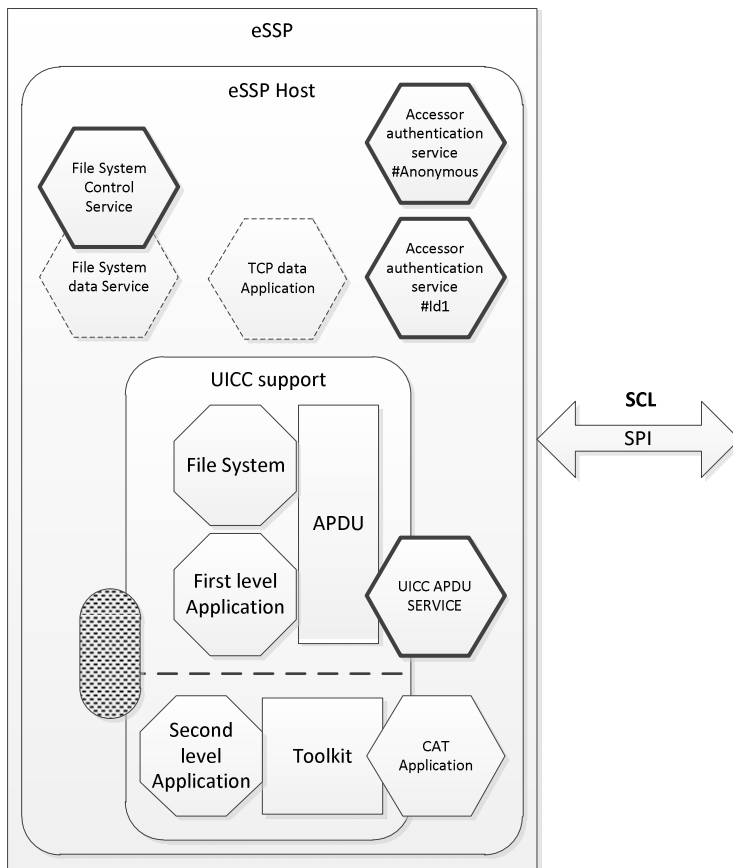 eSSP
eSSP Host
Accessor
authentication
service
#Anonymous
File System
Control
Service
File System
data Service
TCP data
Application
Accessor
authentication
service
#Id1
UICC support
SCL
SPI
File System
APDU
First level
Application
UICC APDU
SERVICE
Second
level
Application
Toolkit
CAT
Application